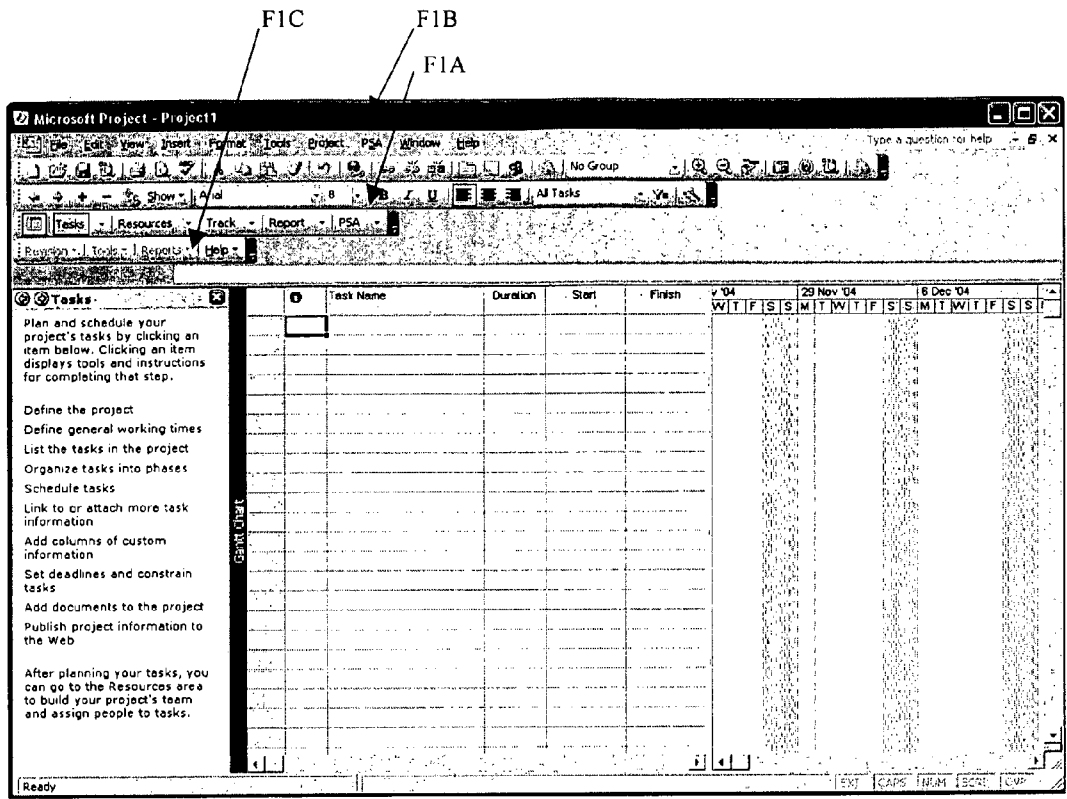 F1C F1B
F1A
Microsoft Project - Project1
File Edit View Insert Format Tools Project PSA Window Help Type a question for help
No Group
Show Arial 8 B I U All Tasks
Tasks Resources Track Report PSA
Revision Tools Reports Help
Tasks
Plan and schedule your
project's tasks by clicking an
item below. Clicking an item
displays tools and instructions
for completing that step.
Define the project
Define general working times
List the tasks in the project
Organize tasks into phases
Schedule tasks
Link to or attach more task
information
Add columns of custom
information
Set deadlines and constrain
tasks
Add documents to the project
Publish project information to
the Web
After planning your tasks, you
can go to the Resources area
to build your project's team
and assign people to tasks.
Gantt Chart
Task Name Duration Start Finish
'04 29 Nov '04 6 Dec '04
W T F S S M T W T F S S M T W T F S S
Ready EXT CAPS NUM SCRL OVR